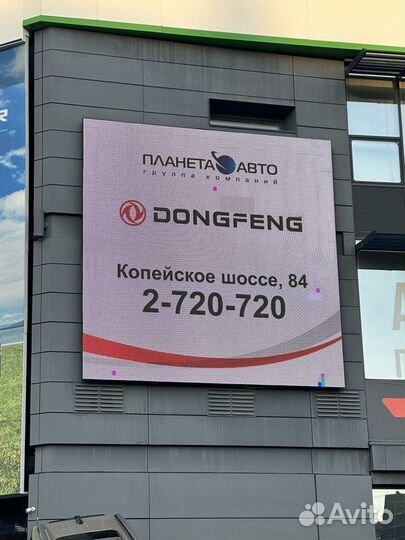 ПЛАНЕТА АВТО
группа компаний
DONGFENG
Копейское шоссе, 84
2-720-720
R
А
П
Avito